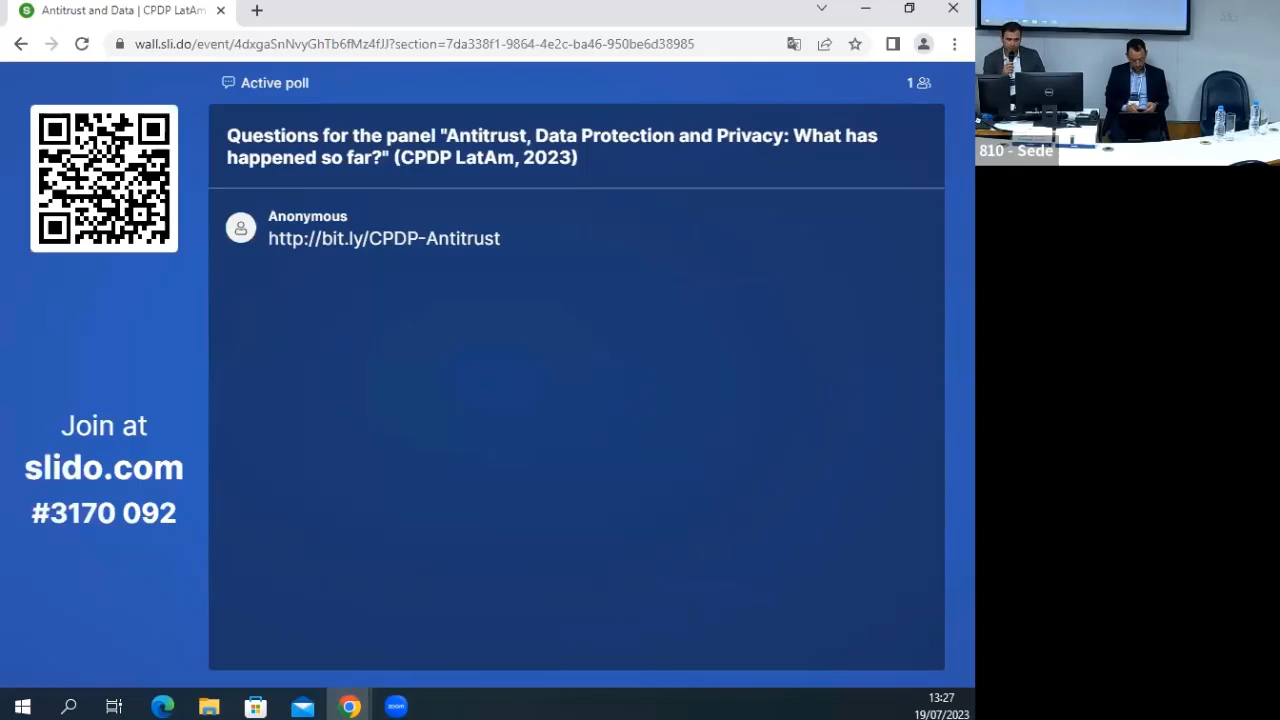 Antitrust and Data | CPDP LatAm
wall.sli.do/event/4dxgaSnNvyGhTb6fMz4fJJ?section=7da338f1-9864-4e2c-ba46-950be6d38985
Active poll
1
Questions for the panel "Antitrust, Data Protection and Privacy: What has
happened so far?" (CPDP LatAm, 2023)
Anonymous
http://bit.ly/CPDP-Antitrust
Join at
slido.com
#3170 092
810 - Sede
zoom
13:27
19/07/2023